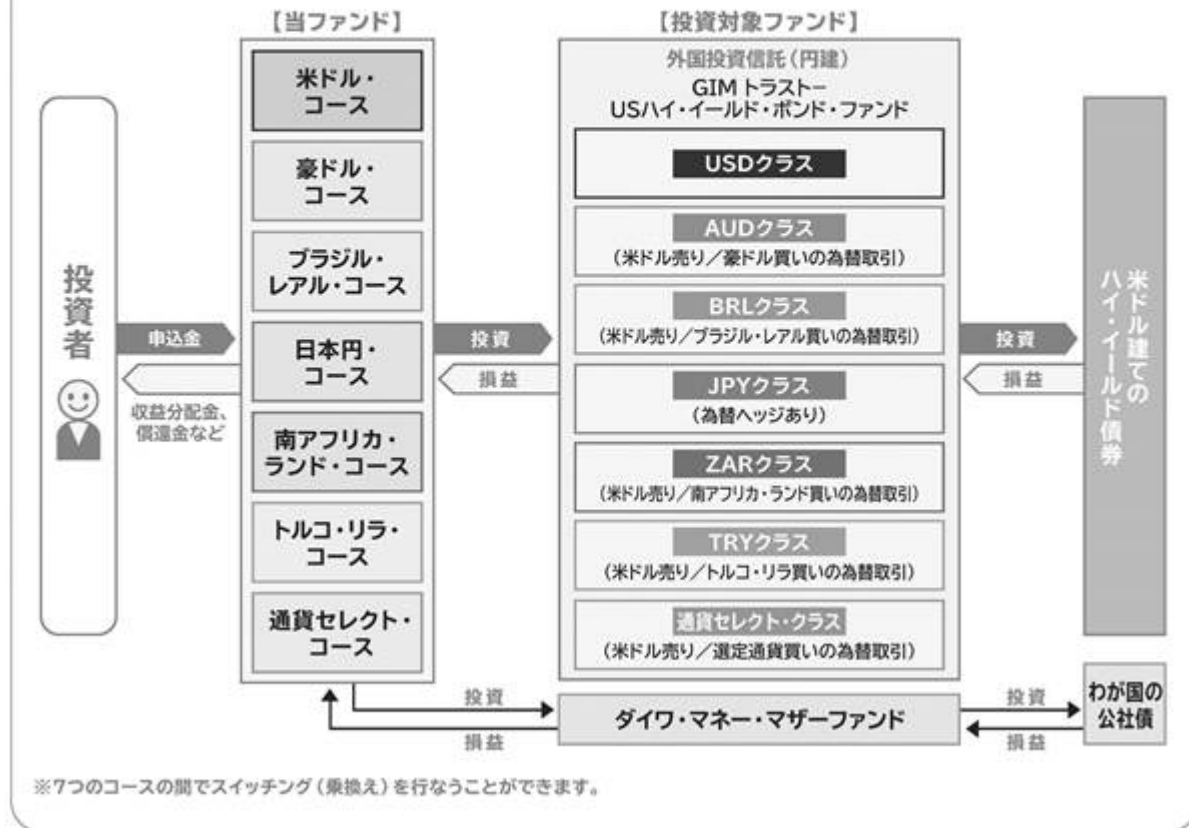 【当ファンド】
【投資対象ファンド】
投資者
申込金
収益分配金、
償還金など
米ドル・
コース
豪ドル・
コース
ブラジル・
レアル・コース
日本円・
コース
南アフリカ・
ランド・コース
トルコ・リラ・
コース
通貨セレクト・
コース
投資
損益
外国投資信託(円建)
GIMトラスト－
USハイ・イールド・ボンド・ファンド
USDクラス
AUDクラス
(米ドル売り／豪ドル買いの為替取引)
BRLクラス
(米ドル売り／ブラジル・レアル買いの為替取引)
JPYクラス
(為替ヘッジあり)
ZARクラス
(米ドル売り／南アフリカ・ランド買いの為替取引)
TRYクラス
(米ドル売り／トルコ・リラ買いの為替取引)
通貨セレクト・クラス
(米ドル売り／選定通貨買いの為替取引)
投資
損益
米ドル建ての
ハイ・イールド債券
投資
損益
ダイワ・マネー・マザーファンド
投資
損益
わが国の
公社債
※7つのコースの間でスイッチング(乗換え)を行なうことができます。